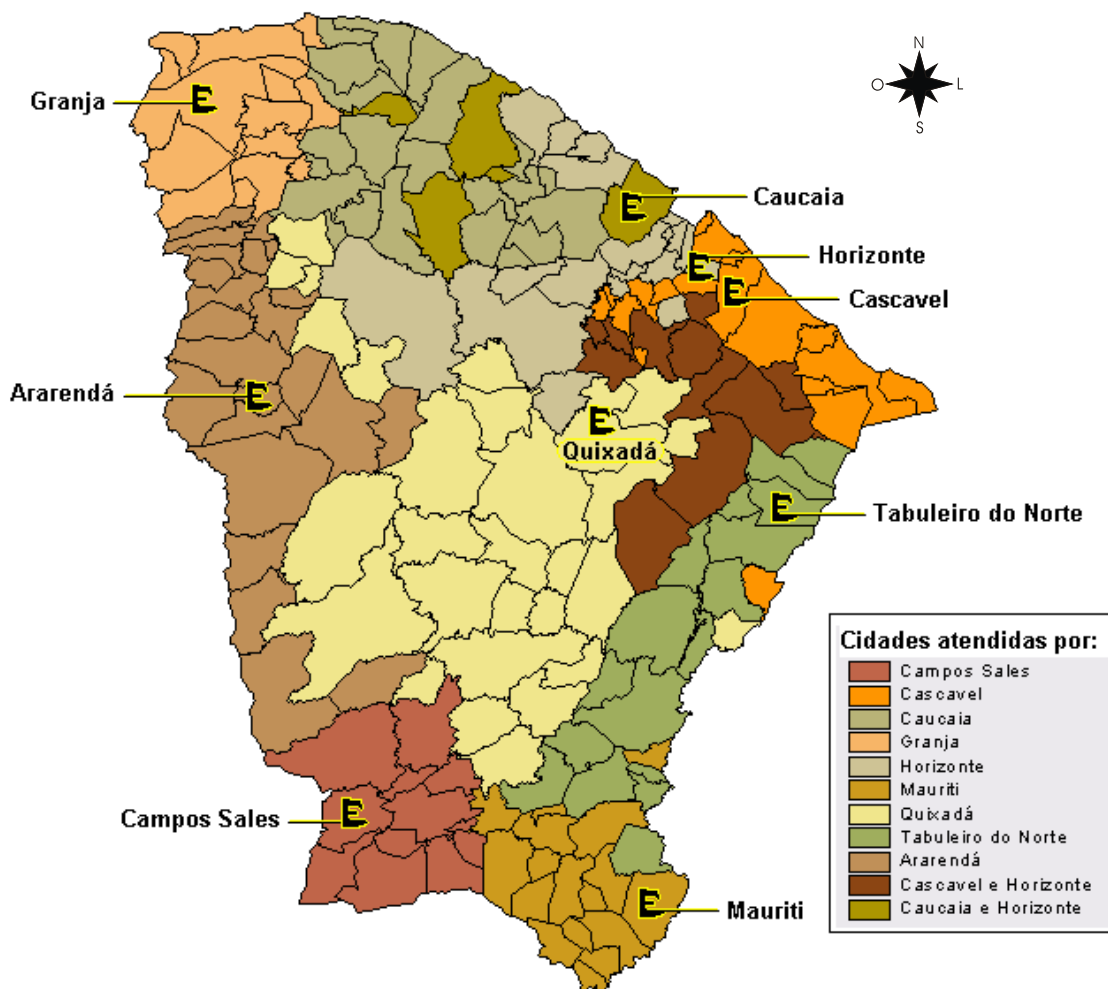 N
O
L
S
Granja
E
Caucaia
E
Horizonte
E
Cascavel
E
Ararendá
E
Quixadá
E
Tabuleiro do Norte
E
Campos Sales
E
Mauriti
E
Cidades atendidas por:
Campos Sales
Cascavel
Caucaia
Granja
Horizonte
Mauriti
Quixadá
Tabuleiro do Norte
Ararendá
Cascavel e Horizonte
Caucaia e Horizonte